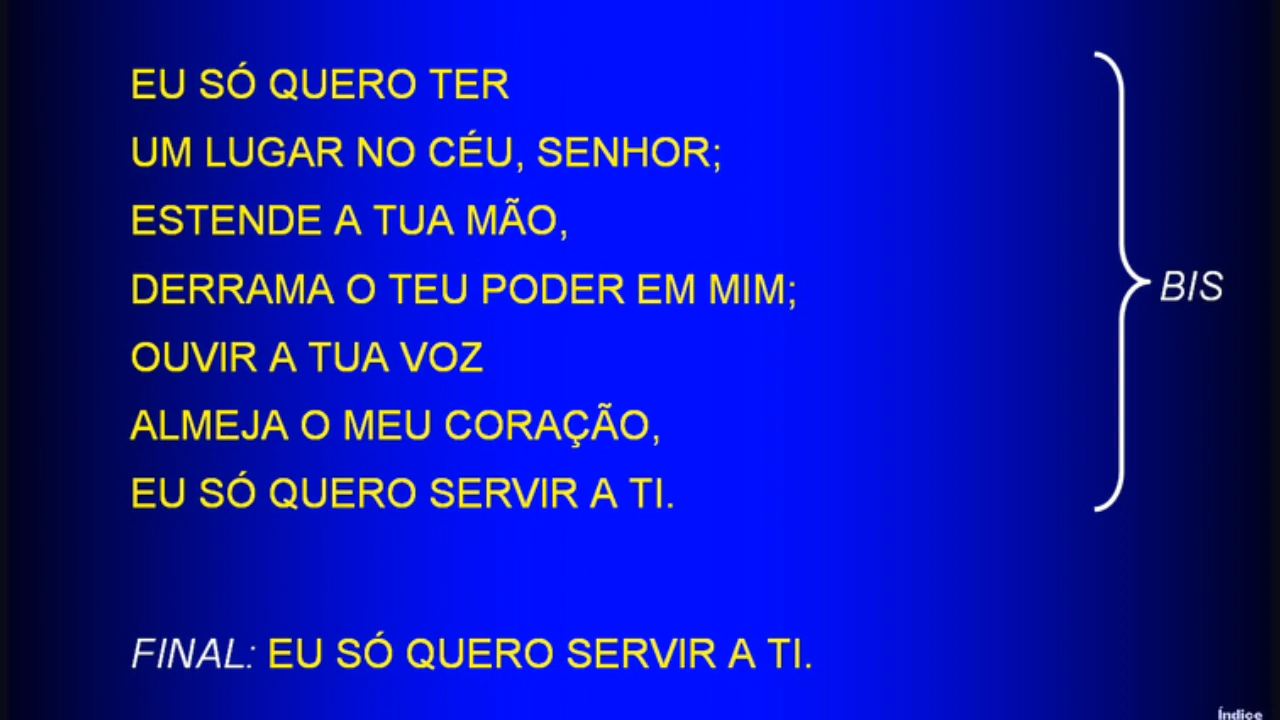 EU SÓ QUERO TER
UM LUGAR NO CÉU, SENHOR;
ESTENDE A TUA MÃO,
DERRAMA O TEU PODER EM MIM;
OUVIR A TUA VOZ
ALMEJA O MEU CORAÇÃO,
EU SÓ QUERO SERVIR A TI.
BIS
FINAL: EU SÓ QUERO SERVIR A TI.
Índice